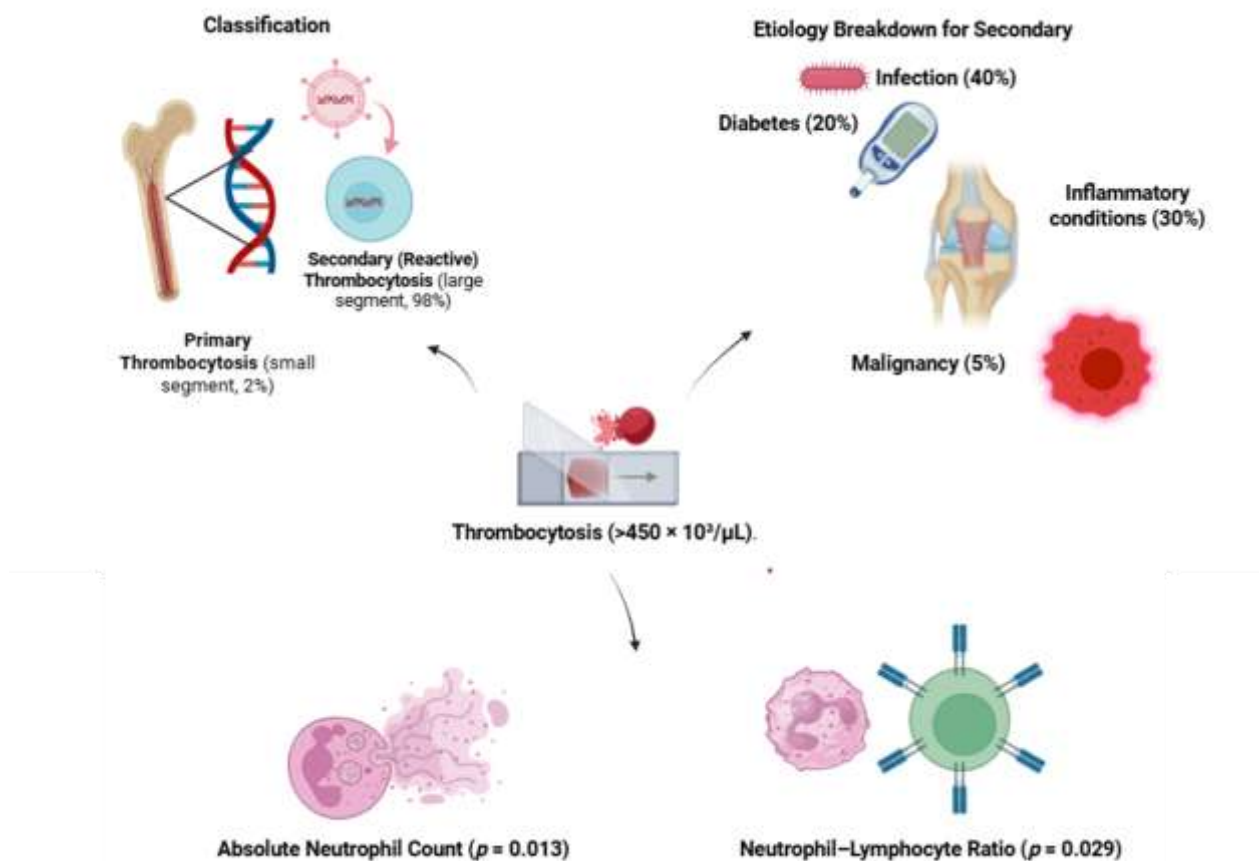 Classification
Secondary (Reactive)
Thrombocytosis (large
segment, 98%)
Primary
Thrombocytosis (small
segment, 2%)
Etiology Breakdown for Secondary
Infection (40%)
Diabetes (20%)
Inflammatory
conditions (30%)
Malignancy (5%)
Thrombocytosis (>450 × 10³/µL).
Absolute Neutrophil Count (p = 0.013)
Neutrophil–Lymphocyte Ratio (p = 0.029)